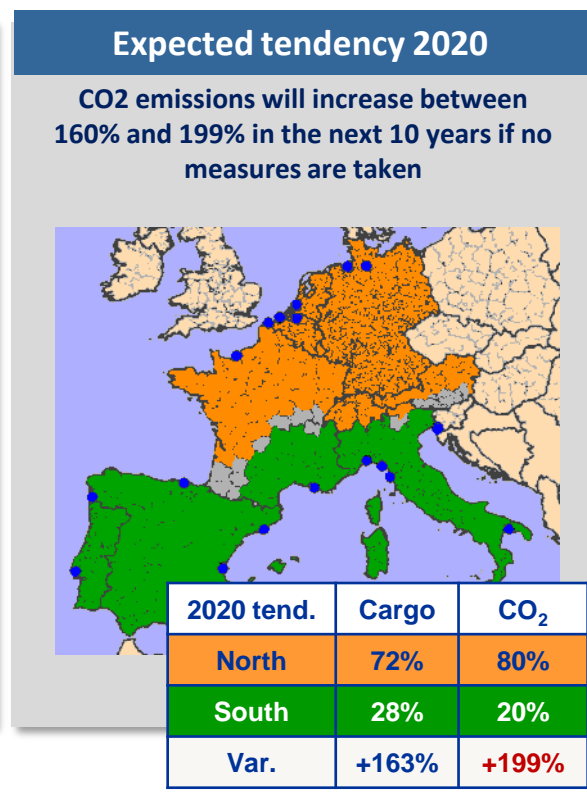 Expected tendency 2020
CO2 emissions will increase between
160% and 199% in the next 10 years if no
measures are taken
2020 tend. Cargo CO₂
North 72% 80%
South 28% 20%
Var. +163% +199%